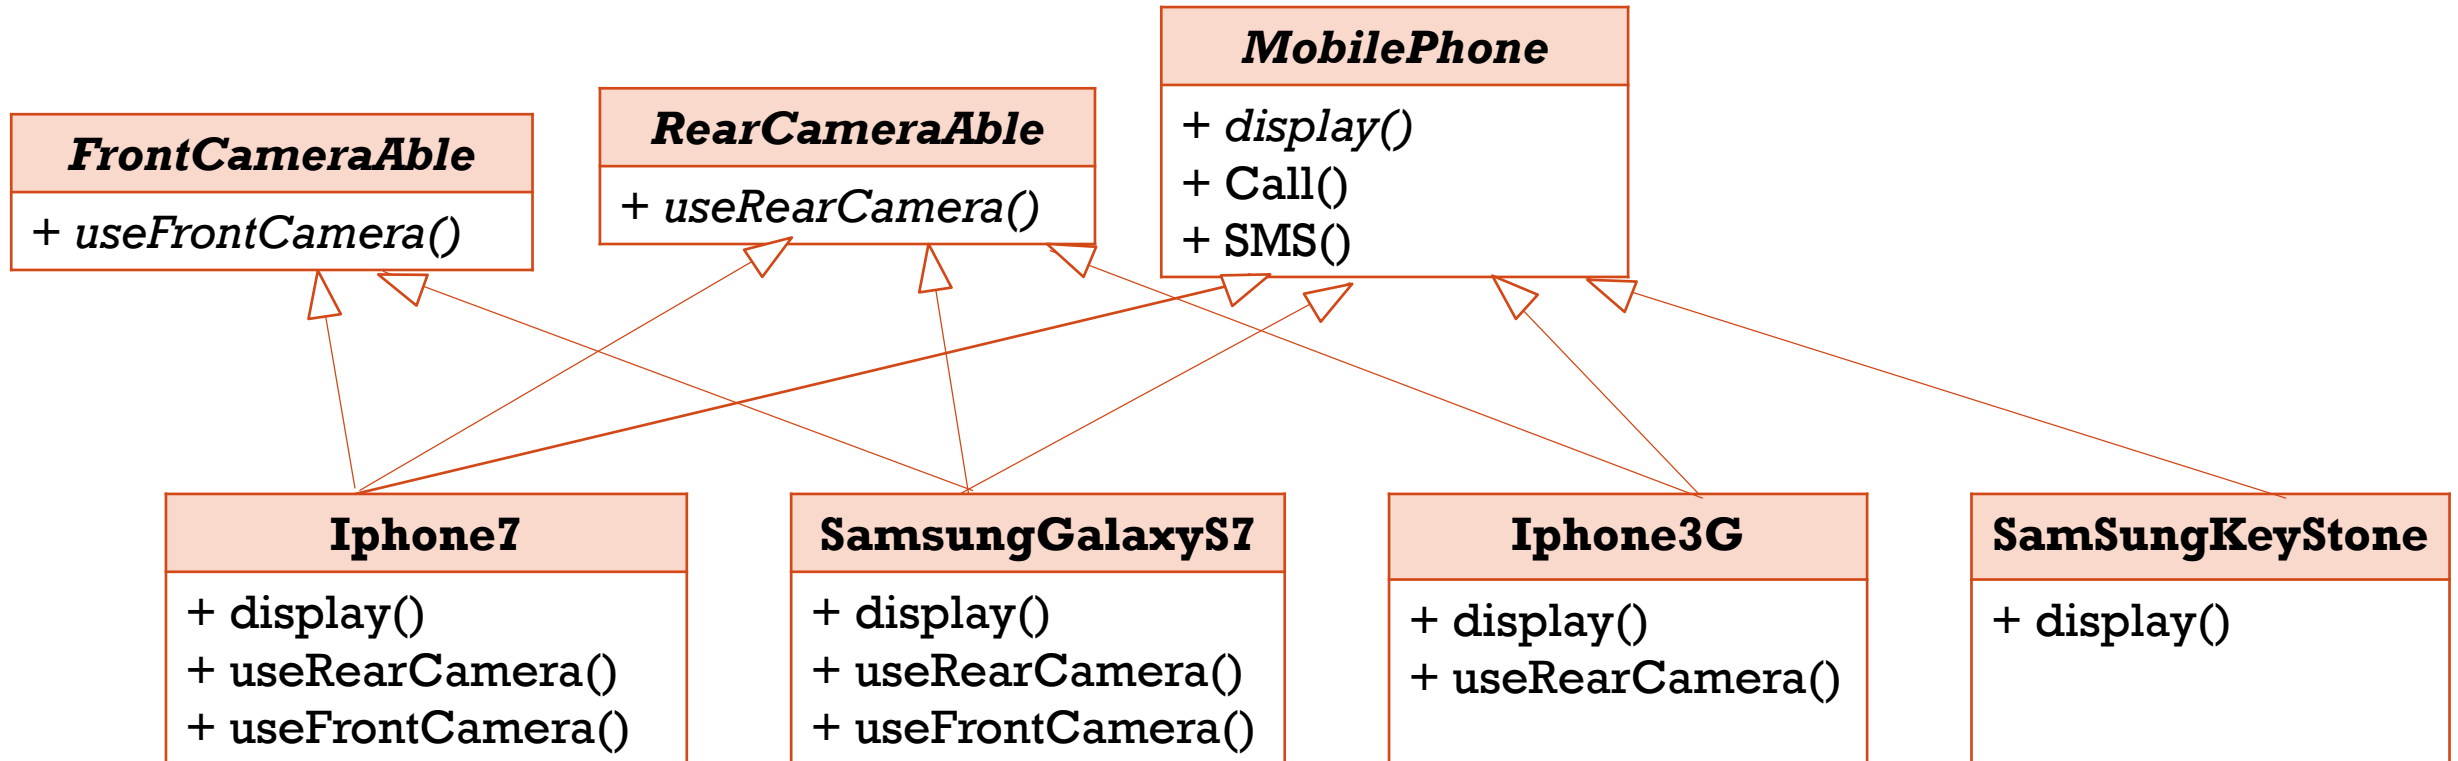 MobilePhone
+ display()
+ Call()
+ SMS()
RearCameraAble
+ useRearCamera()
FrontCameraAble
+ useFrontCamera()
Iphone7
+ display()
+ useRearCamera()
+ useFrontCamera()
SamsungGalaxyS7
+ display()
+ useRearCamera()
+ useFrontCamera()
Iphone3G
+ display()
+ useRearCamera()
SamSungKeyStone
+ display()